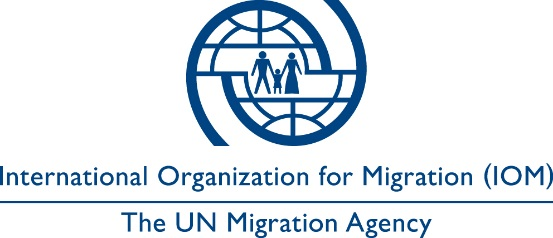 International Organization for Migration (IOM)
The UN Migration Agency